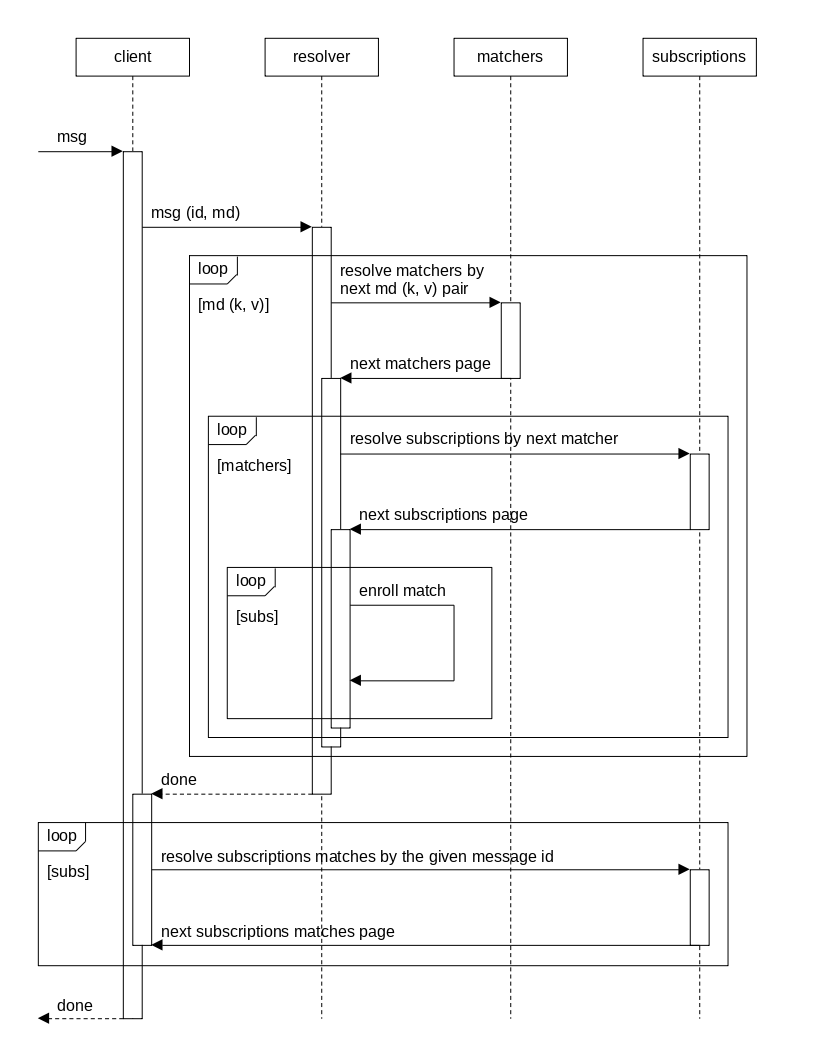 client
resolver
matchers
subscriptions
msg
msg (id, md)
loop
[md (k, v)]
resolve matchers by
next md (k, v) pair
next matchers page
loop
[matchers]
resolve subscriptions by next matcher
next subscriptions page
loop
[subs]
enroll match
done
loop
[subs]
resolve subscriptions matches by the given message id
next subscriptions matches page
done